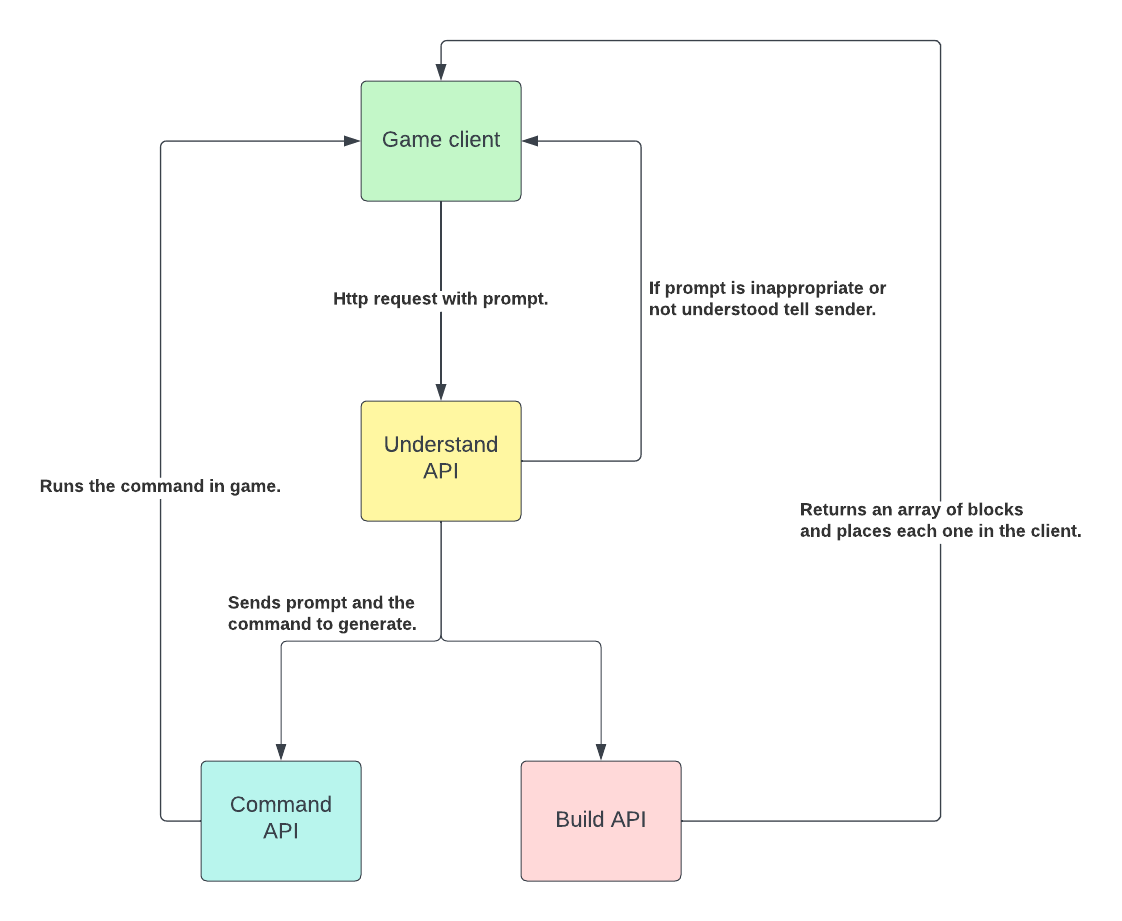 Game client
Http request with prompt.
If prompt is inappropriate or
not understood tell sender.
Understand
API
Runs the command in game.
Returns an array of blocks
and places each one in the client.
Sends prompt and the
command to generate.
Command
API
Build API